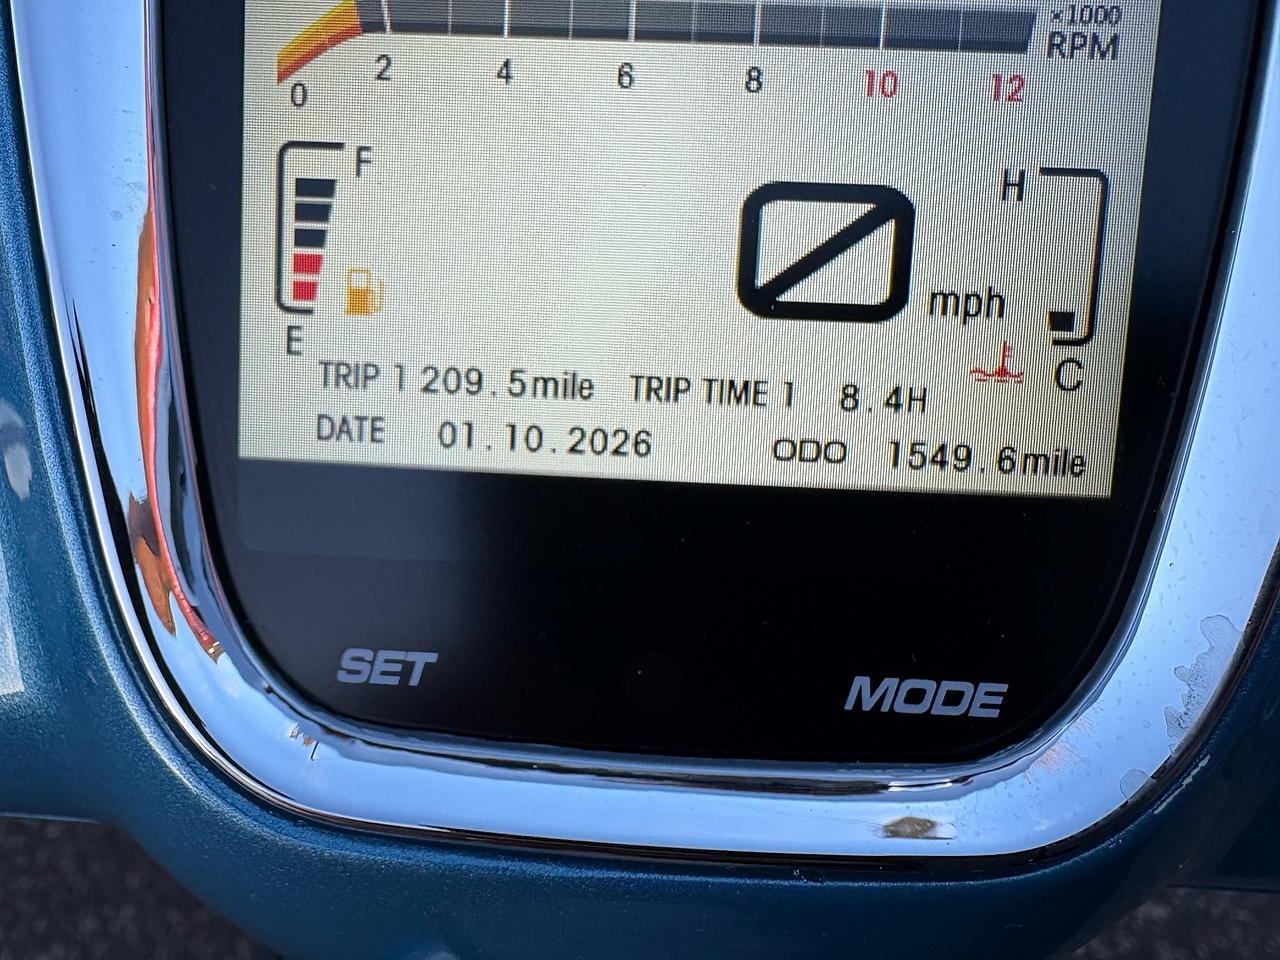 ×1000
RPM
0 2 4 6 8 10 12
F
H
0 mph
E
C
TRIP 1 209.5mile TRIP TIME 1 8.4H
DATE 01.10.2026 ODO 1549.6mile
SET MODE